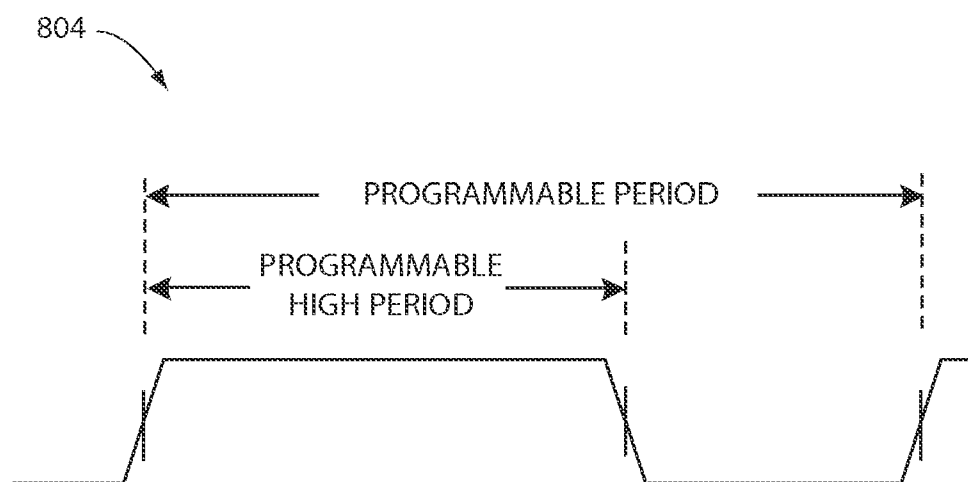 804
PROGRAMMABLE PERIOD
PROGRAMMABLE
HIGH PERIOD